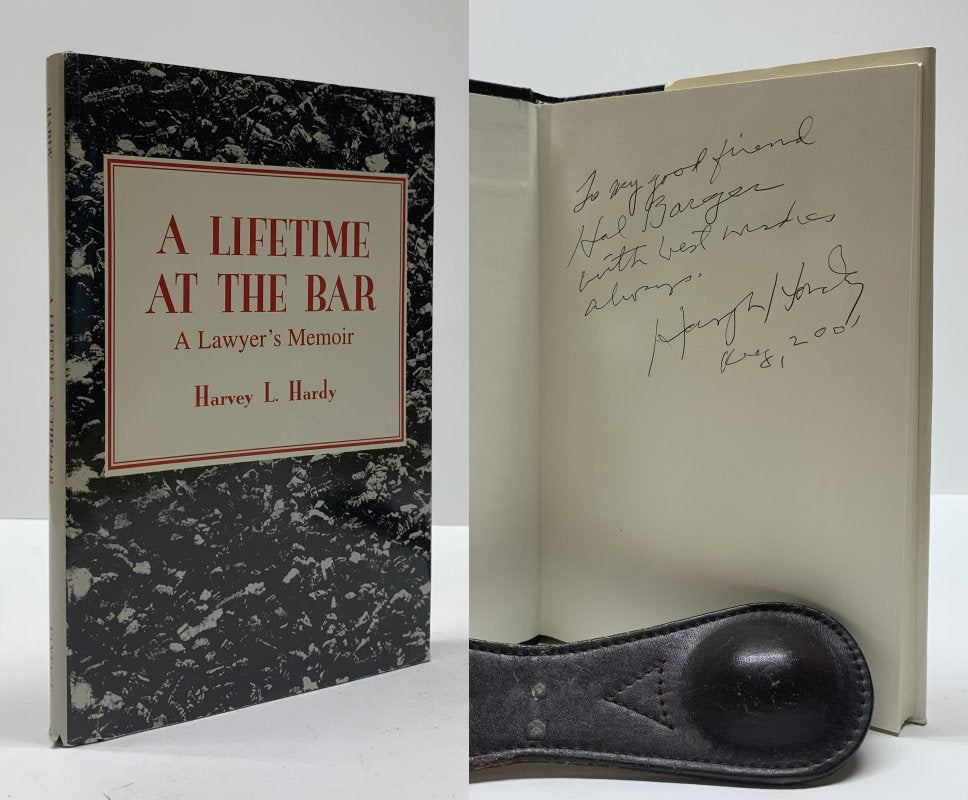 HARDY
A LIFETIME AT THE BAR
A LIFETIME
AT THE BAR
A Lawyer's Memoir
Harvey L. Hardy
To my good friend
Hal Barger
with best wishes
always.
Harvey L Hardy
Aug, 2001